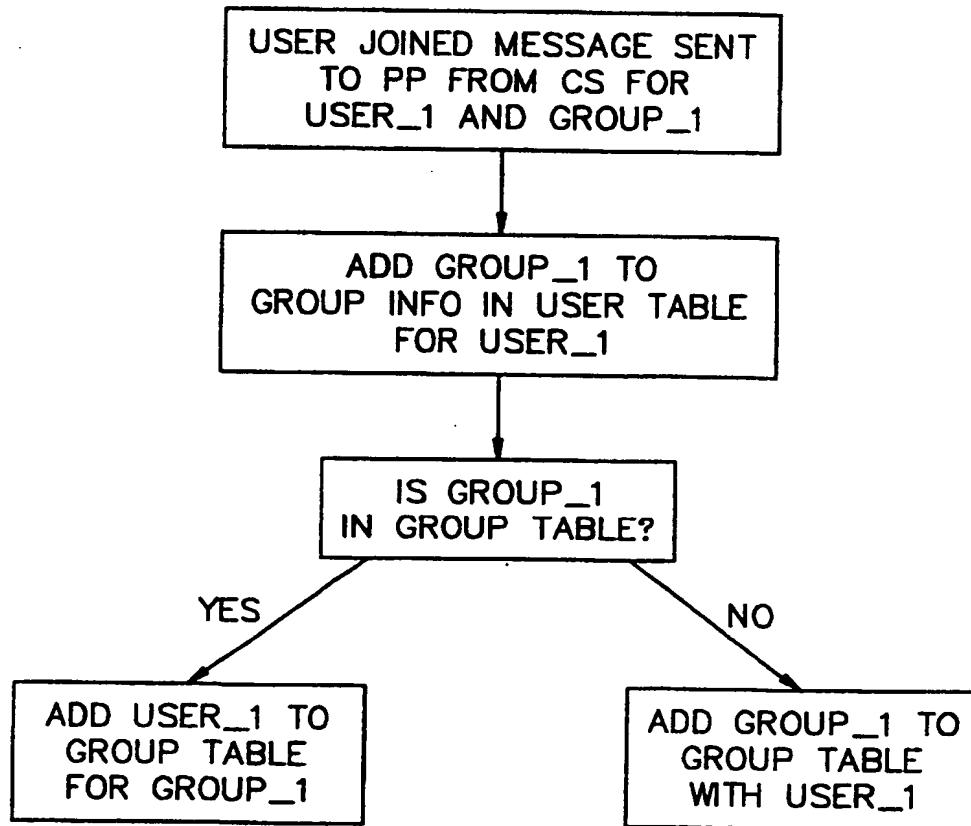 USER JOINED MESSAGE SENT
TO PP FROM CS FOR
USER_1 AND GROUP_1
ADD GROUP_1 TO
GROUP INFO IN USER TABLE
FOR USER_1
IS GROUP_1
IN GROUP TABLE?
YES
NO
ADD USER_1 TO
GROUP TABLE
FOR GROUP_1
ADD GROUP_1 TO
GROUP TABLE
WITH USER_1